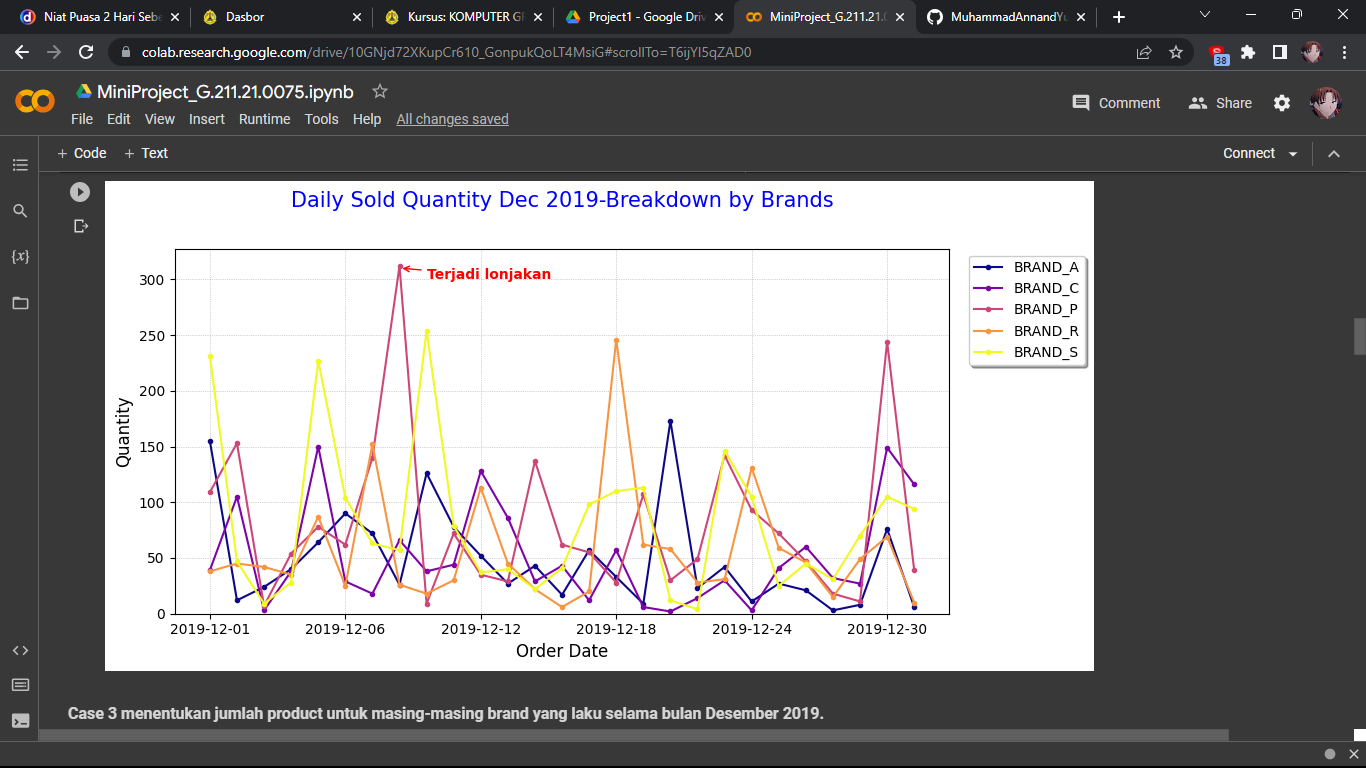 Niat Puasa 2 Hari Seb
Dasbor
Kursus: KOMPUTER G
Project1 - Google Driv
MiniProject_G.211.21.0
MuhammadAnnandYu
colab.research.google.com/drive/10GNjd72XKupCr610_GonpukQoLT4MsiG#scrollTo=T6ijYI5qZAD0
38
MiniProject_G.211.21.0075.ipynb
File Edit View Insert Runtime Tools Help All changes saved
Comment
Share
+ Code + Text
Connect
{x}
Daily Sold Quantity Dec 2019-Breakdown by Brands
Terjadi lonjakan
300
250
200
150
100
50
0
Quantity
2019-12-01 2019-12-06 2019-12-12 2019-12-18 2019-12-24 2019-12-30
Order Date
BRAND_A
BRAND_C
BRAND_P
BRAND_R
BRAND_S
Case 3 menentukan jumlah product untuk masing-masing brand yang laku selama bulan Desember 2019.